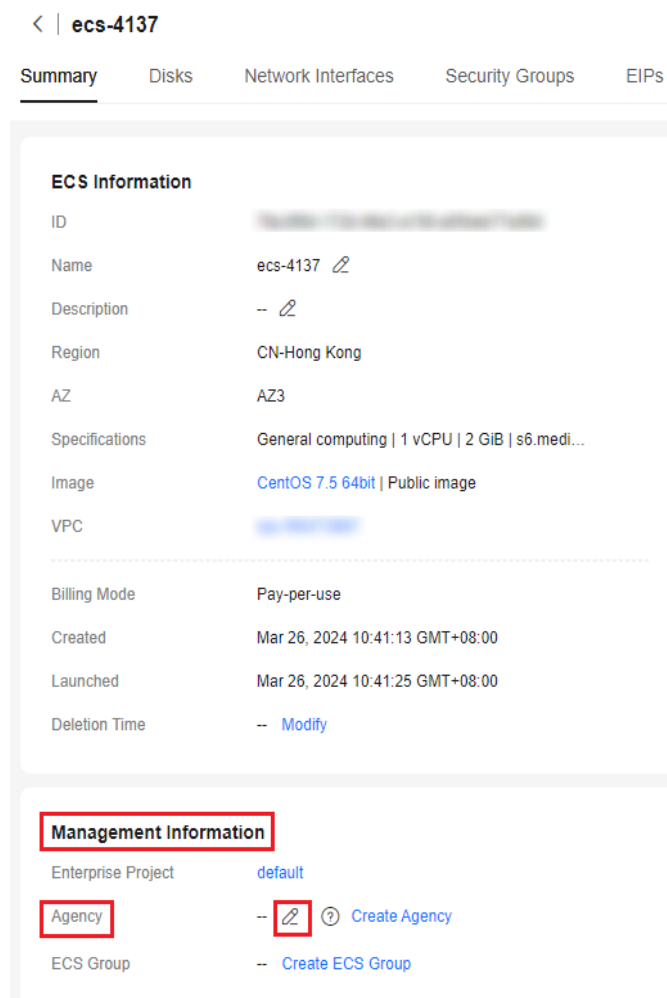 ecs-4137
Summary Disks Network Interfaces Security Groups EIPs
ECS Information
ID
Name ecs-4137
Description --
Region CN-Hong Kong
AZ AZ3
Specifications General computing | 1 vCPU | 2 GiB | s6.medi...
Image CentOS 7.5 64bit | Public image
VPC
Billing Mode Pay-per-use
Created Mar 26, 2024 10:41:13 GMT+08:00
Launched Mar 26, 2024 10:41:25 GMT+08:00
Deletion Time -- Modify
Management Information
Enterprise Project default
Agency -- ? Create Agency
ECS Group -- Create ECS Group